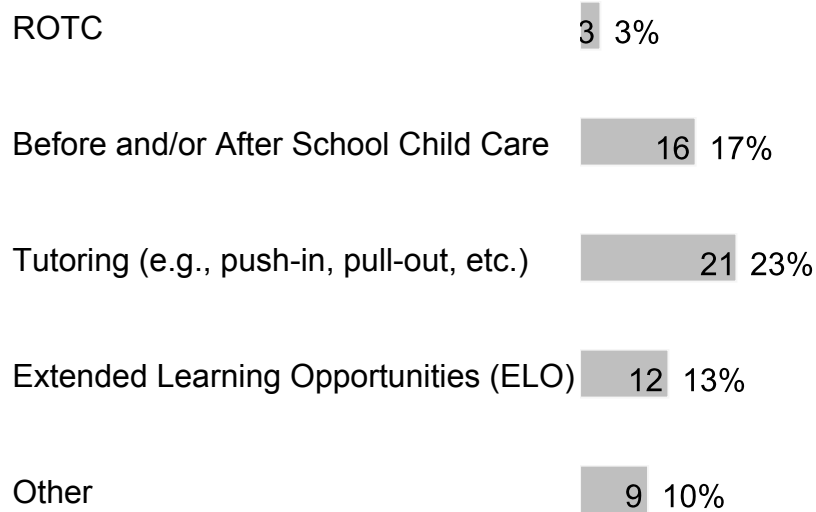 ROTC 3 3%
Before and/or After School Child Care 16 17%
Tutoring (e.g., push-in, pull-out, etc.) 21 23%
Extended Learning Opportunities (ELO) 12 13%
Other 9 10%